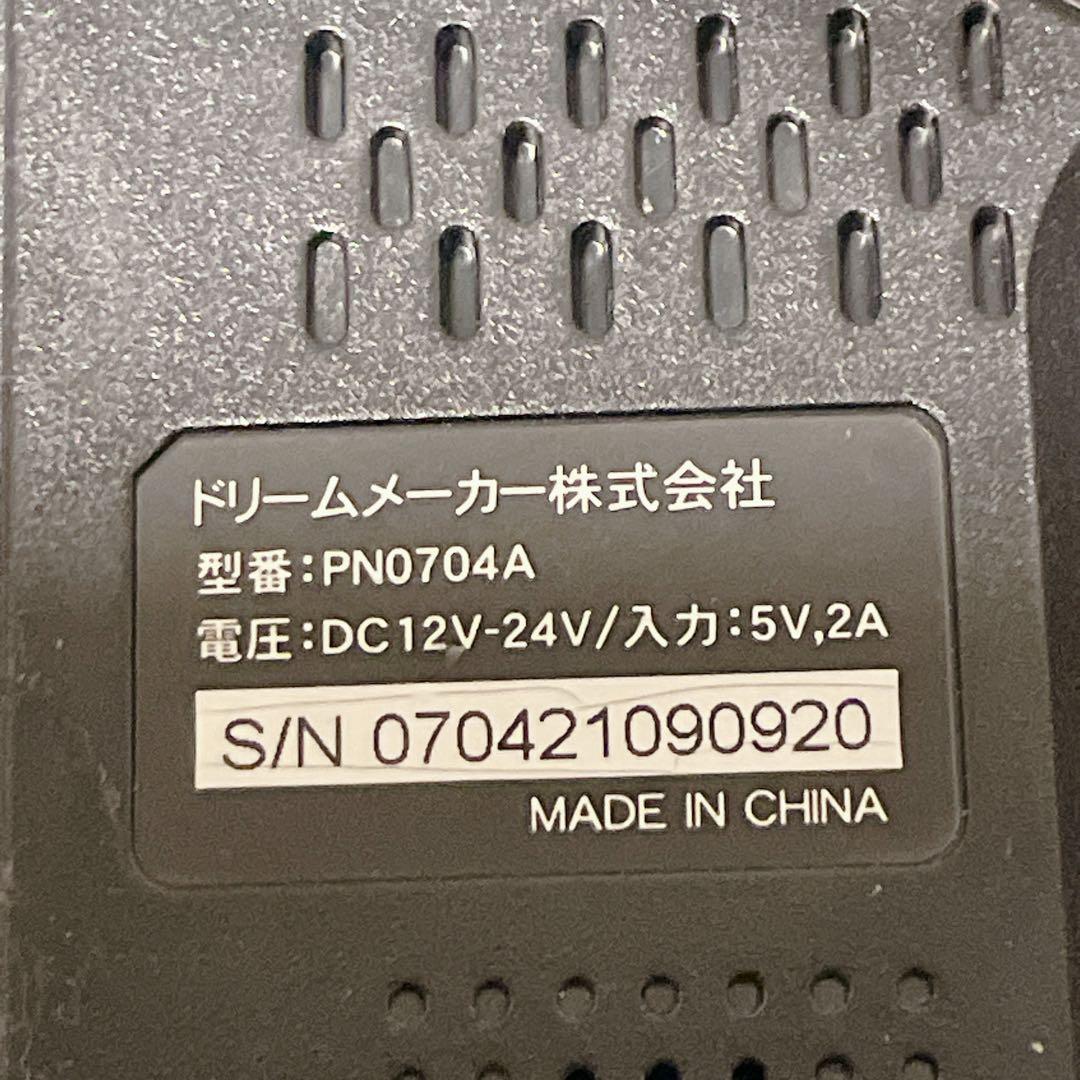 ドリームメーカー株式会社
型番:PN0704A
電圧:DC12V-24V/入力:5V,2A
S/N 070421090920
MADE IN CHINA